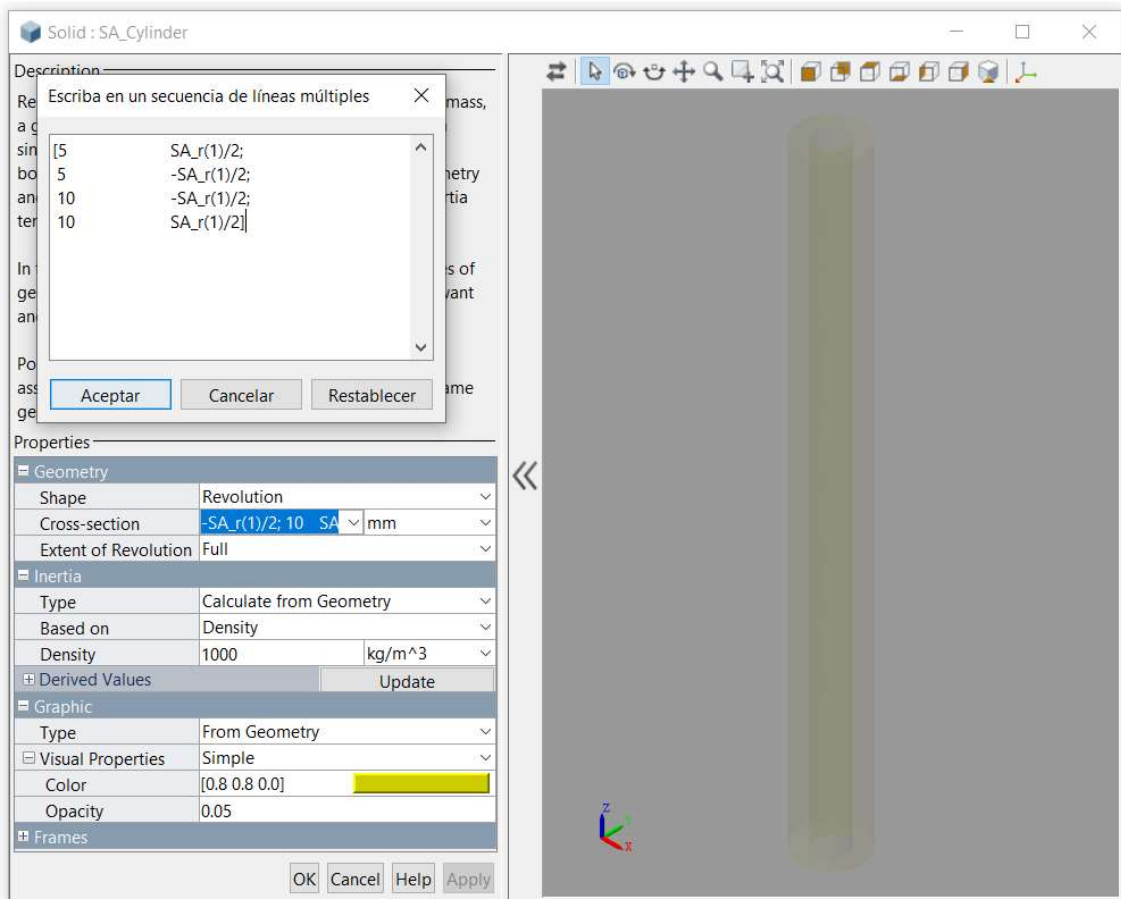 Solid : SA_Cylinder
Description
Escriba en un secuencia de líneas múltiples
Re
mass,
a g
sin
bo
metry
an
rtia
ter
In
es of
ge
vant
an
Po
ass
ame
ge
[5 SA_r(1)/2;
5 -SA_r(1)/2;
10 -SA_r(1)/2;
10 SA_r(1)/2]
Aceptar Cancelar Restablecer
Properties
Geometry
Shape Revolution
Cross-section -SA_r(1)/2; 10 SA mm
Extent of Revolution Full
Inertia
Type Calculate from Geometry
Based on Density
Density 1000 kg/m^3
Derived Values Update
Graphic
Type From Geometry
Visual Properties Simple
Color [0.8 0.8 0.0]
Opacity 0.05
Frames
OK Cancel Help Apply
Z
Y
X